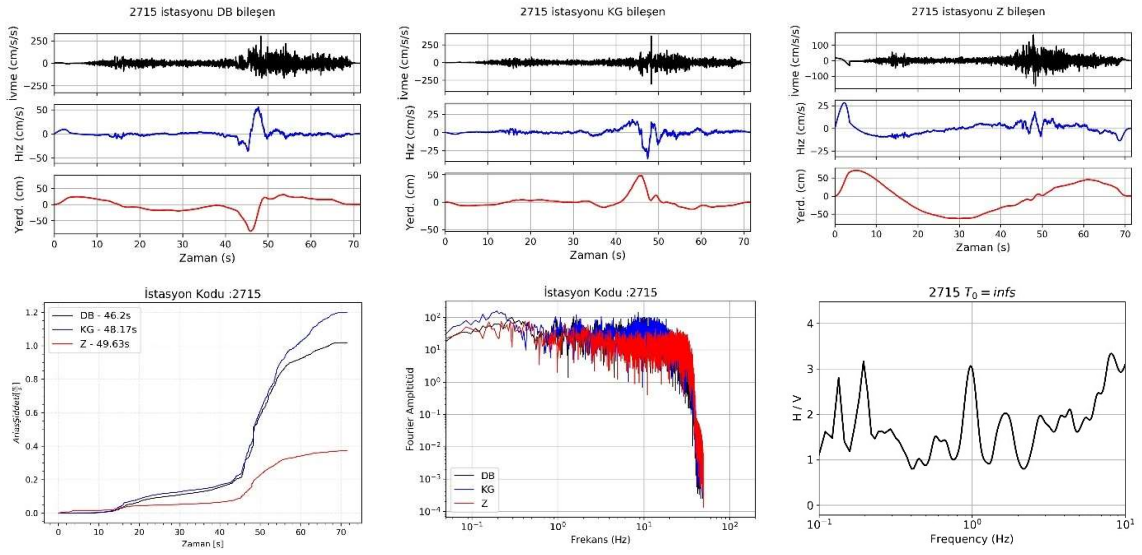 2715 istasyonu DB bileşen
İvme (cm/s/s)
250
0
−250
Hız (cm/s)
50
0
−50
Yerd. (cm)
50
0
−50
0 10 20 30 40 50 60 70
Zaman (s)
2715 istasyonu KG bileşen
İvme (cm/s/s)
250
0
−250
Hız (cm/s)
25
0
−25
Yerd. (cm)
50
0
−50
0 10 20 30 40 50 60 70
Zaman (s)
2715 istasyonu Z bileşen
İvme (cm/s/s)
100
0
−100
Hız (cm/s)
25
0
−25
Yerd. (cm)
50
0
−50
0 10 20 30 40 50 60 70
Zaman (s)
İstasyon Kodu :2715
DB - 46.2s
KG - 48.17s
Z - 49.63s
1.2
1.0
0.8
0.6
0.4
0.2
0.0
0 10 20 30 40 50 60 70
Zaman [s]
İstasyon Kodu :2715
Fourier Ampltitüd
10²
10¹
10⁰
10⁻¹
10⁻²
10⁻³
10⁻⁴
DB
KG
Z
10⁻¹ 10⁰ 10¹ 10²
Frekans (Hz)
2715 T₀ = infs
H / V
4
3
2
1
0
10⁻¹ 10⁰ 10¹
Frequency (Hz)